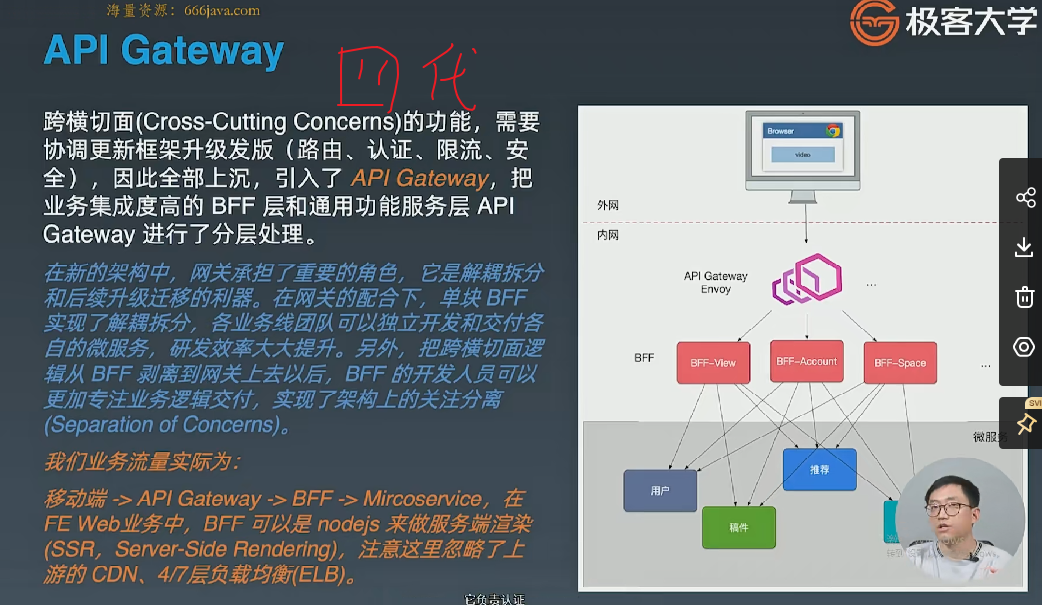 海量资源：666java.com
极客大学
API Gateway
四代
跨横切面(Cross-Cutting Concerns)的功能，需要
协调更新框架升级发版（路由、认证、限流、安
全），因此全部上沉，引入了 API Gateway，把
业务集成度高的 BFF 层和通用功能服务层 API
Gateway 进行了分层处理。
在新的架构中，网关承担了重要的角色，它是解耦拆分
和后续升级迁移的利器。在网关的配合下，单块 BFF
实现了解耦拆分，各业务线团队可以独立开发和交付各
自的微服务，研发效率大大提升。另外，把跨横切面逻
辑从 BFF 剥离到网关上去以后，BFF 的开发人员可以
更加专注业务逻辑交付，实现了架构上的关注分离
(Separation of Concerns)。
我们业务流量实际为：
移动端 -> API Gateway -> BFF -> Mircoservice，在
FE Web业务中，BFF 可以是 nodejs 来做服务端渲染
(SSR，Server-Side Rendering)，注意这里忽略了上
游的 CDN、4/7层负载均衡(ELB)。
Browser
video
外网
内网
API Gateway
Envoy
...
BFF
BFF-View
BFF-Account
BFF-Space
...
微服务
用户
推荐
稿件
SVI
它负责认证